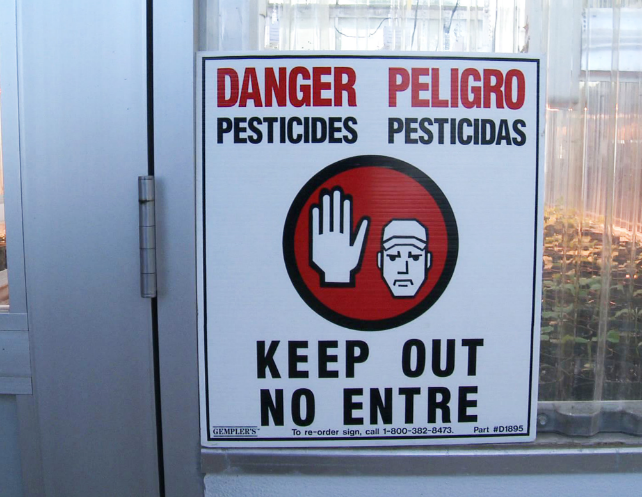 DANGER PELIGRO
PESTICIDES PESTICIDAS
KEEP OUT
NO ENTRE
GEMPLER'S To re-order sign, call 1-800-382-8473. Part #D1895